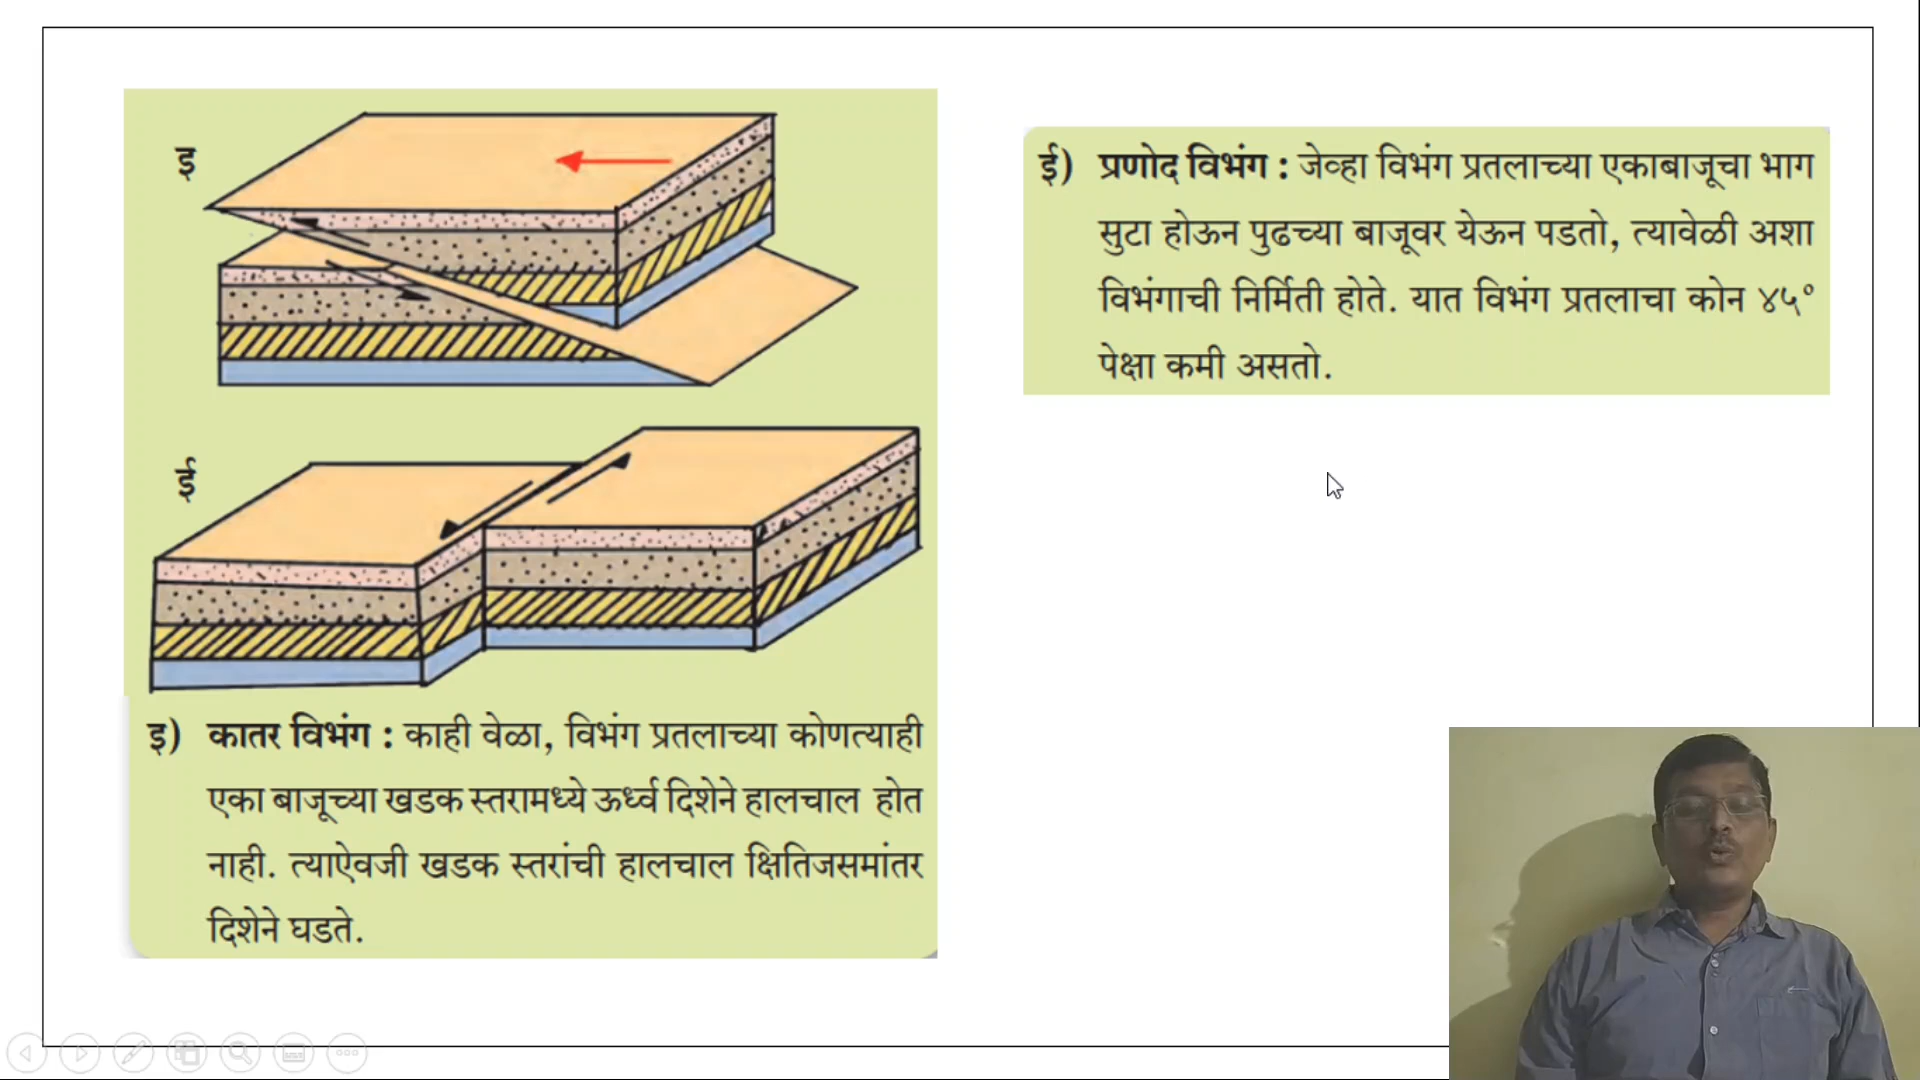 इ
ई
इ) कातर विभंग : काही वेळा, विभंग प्रतलाच्या कोणत्याही
एका बाजूच्या खडक स्तरामध्ये ऊर्ध्व दिशेने हालचाल होत
नाही. त्याऐवजी खडक स्तरांची हालचाल क्षितिजसमांतर
दिशेने घडते.
ई) प्रणोद विभंग : जेव्हा विभंग प्रतलाच्या एकाबाजूचा भाग
सुटा होऊन पुढच्या बाजूवर येऊन पडतो, त्यावेळी अशा
विभंगाची निर्मिती होते. यात विभंग प्रतलाचा कोन ४५°
पेक्षा कमी असतो.